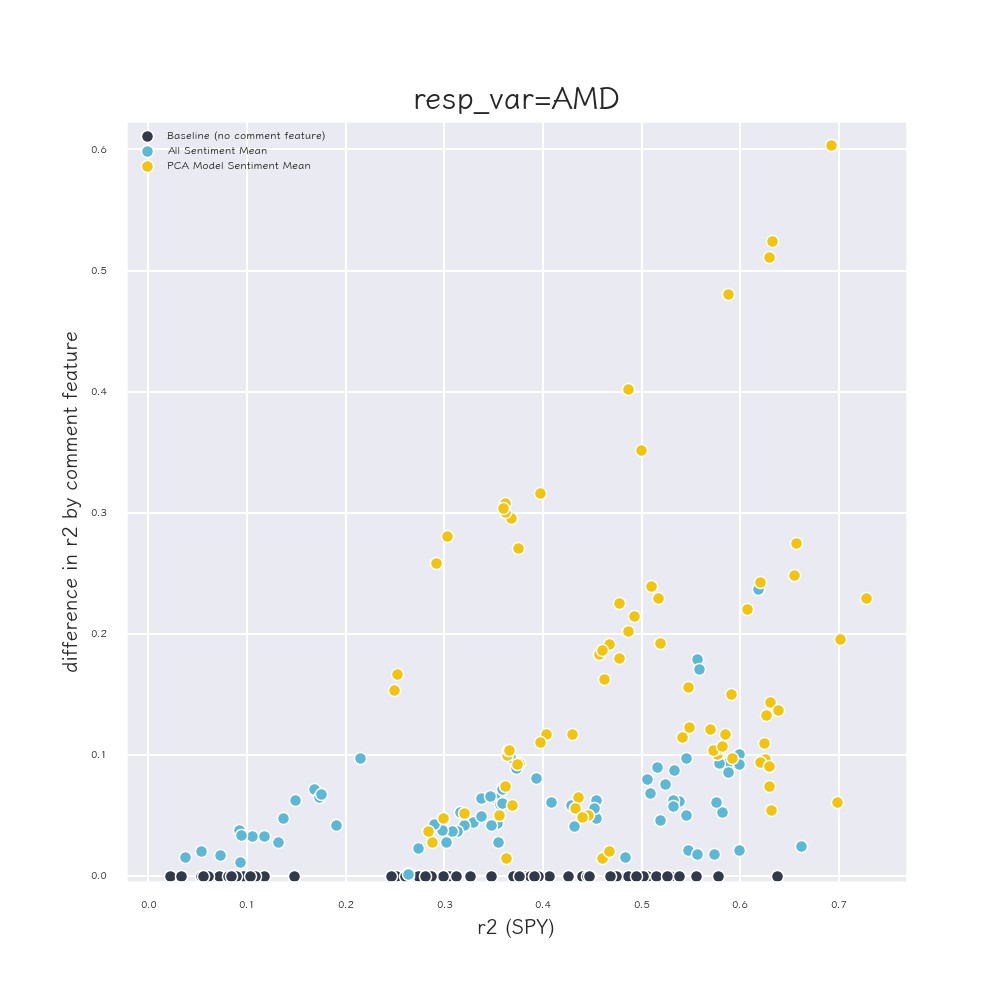 resp_var=AMD
Baseline (no comment feature)
All Sentiment Mean
PCA Model Sentiment Mean
difference in r2 by comment feature
0.6
0.5
0.4
0.3
0.2
0.1
0.0
0.0 0.1 0.2 0.3 0.4 0.5 0.6 0.7
r2 (SPY)